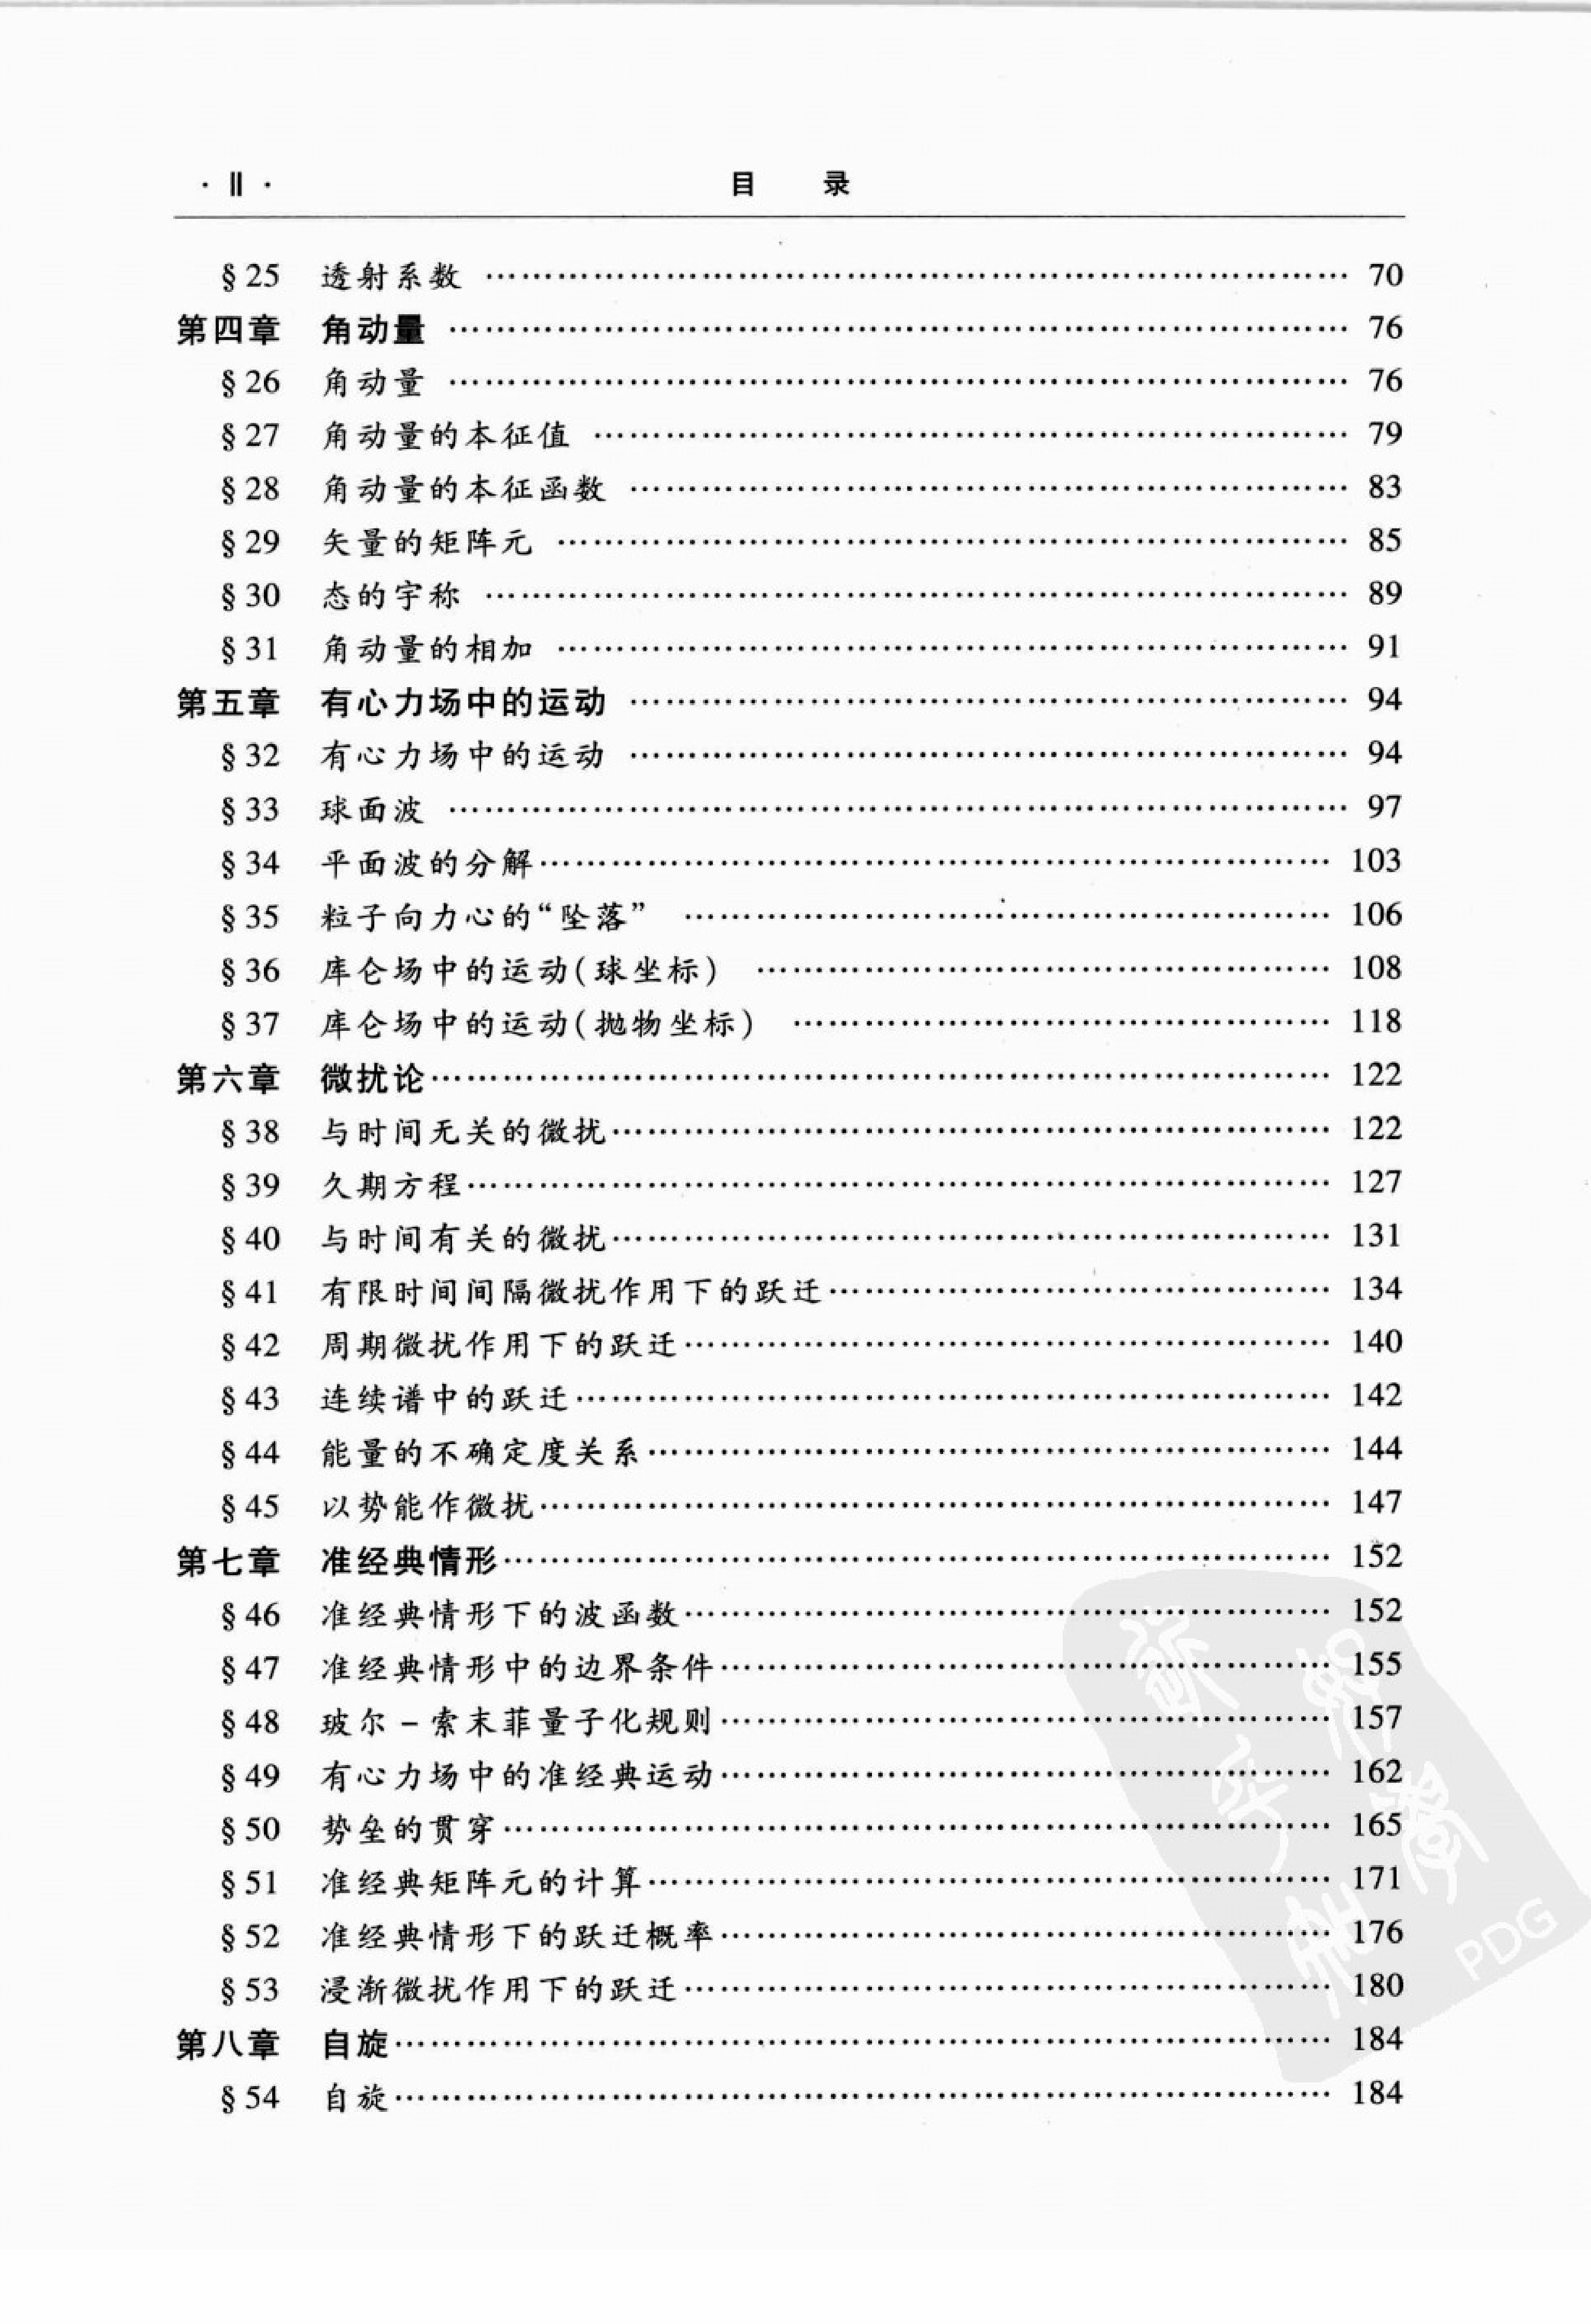 · Ⅱ · 目 录
§25 透射系数 …… 70
第四章 角动量 …… 76
§26 角动量 …… 76
§27 角动量的本征值 …… 79
§28 角动量的本征函数 …… 83
§29 矢量的矩阵元 …… 85
§30 态的宇称 …… 89
§31 角动量的相加 …… 91
第五章 有心力场中的运动 …… 94
§32 有心力场中的运动 …… 94
§33 球面波 …… 97
§34 平面波的分解 …… 103
§35 粒子向力心的“坠落” …… 106
§36 库仑场中的运动(球坐标) …… 108
§37 库仑场中的运动(抛物坐标) …… 118
第六章 微扰论 …… 122
§38 与时间无关的微扰 …… 122
§39 久期方程 …… 127
§40 与时间有关的微扰 …… 131
§41 有限时间间隔微扰作用下的跃迁 …… 134
§42 周期微扰作用下的跃迁 …… 140
§43 连续谱中的跃迁 …… 142
§44 能量的不确定度关系 …… 144
§45 以势能作微扰 …… 147
第七章 准经典情形 …… 152
§46 准经典情形下的波函数 …… 152
§47 准经典情形中的边界条件 …… 155
§48 玻尔-索末菲量子化规则 …… 157
§49 有心力场中的准经典运动 …… 162
§50 势垒的贯穿 …… 165
§51 准经典矩阵元的计算 …… 171
§52 准经典情形下的跃迁概率 …… 176
§53 浸渐微扰作用下的跃迁 …… 180
第八章 自旋 …… 184
§54 自旋 …… 184
PDG